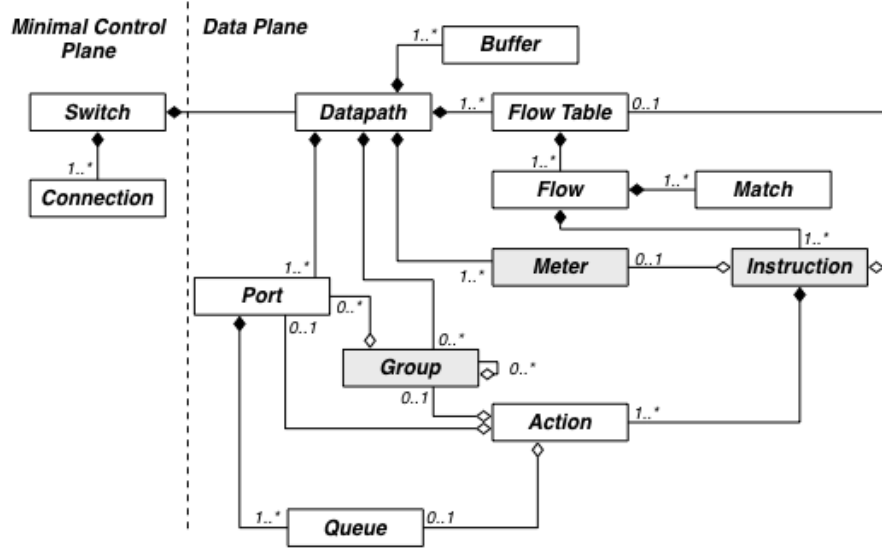 Minimal Control
Plane
Data Plane
1..*
Buffer
Switch
Datapath
1..*
Flow Table
0..1
1..*
Connection
1..*
Flow
1..*
Match
1..*
1..*
Meter
0..1
Instruction
1..*
Port
0..*
0..1
0..*
Group
0..*
0..1
Action
1..*
1..*
Queue
0..1